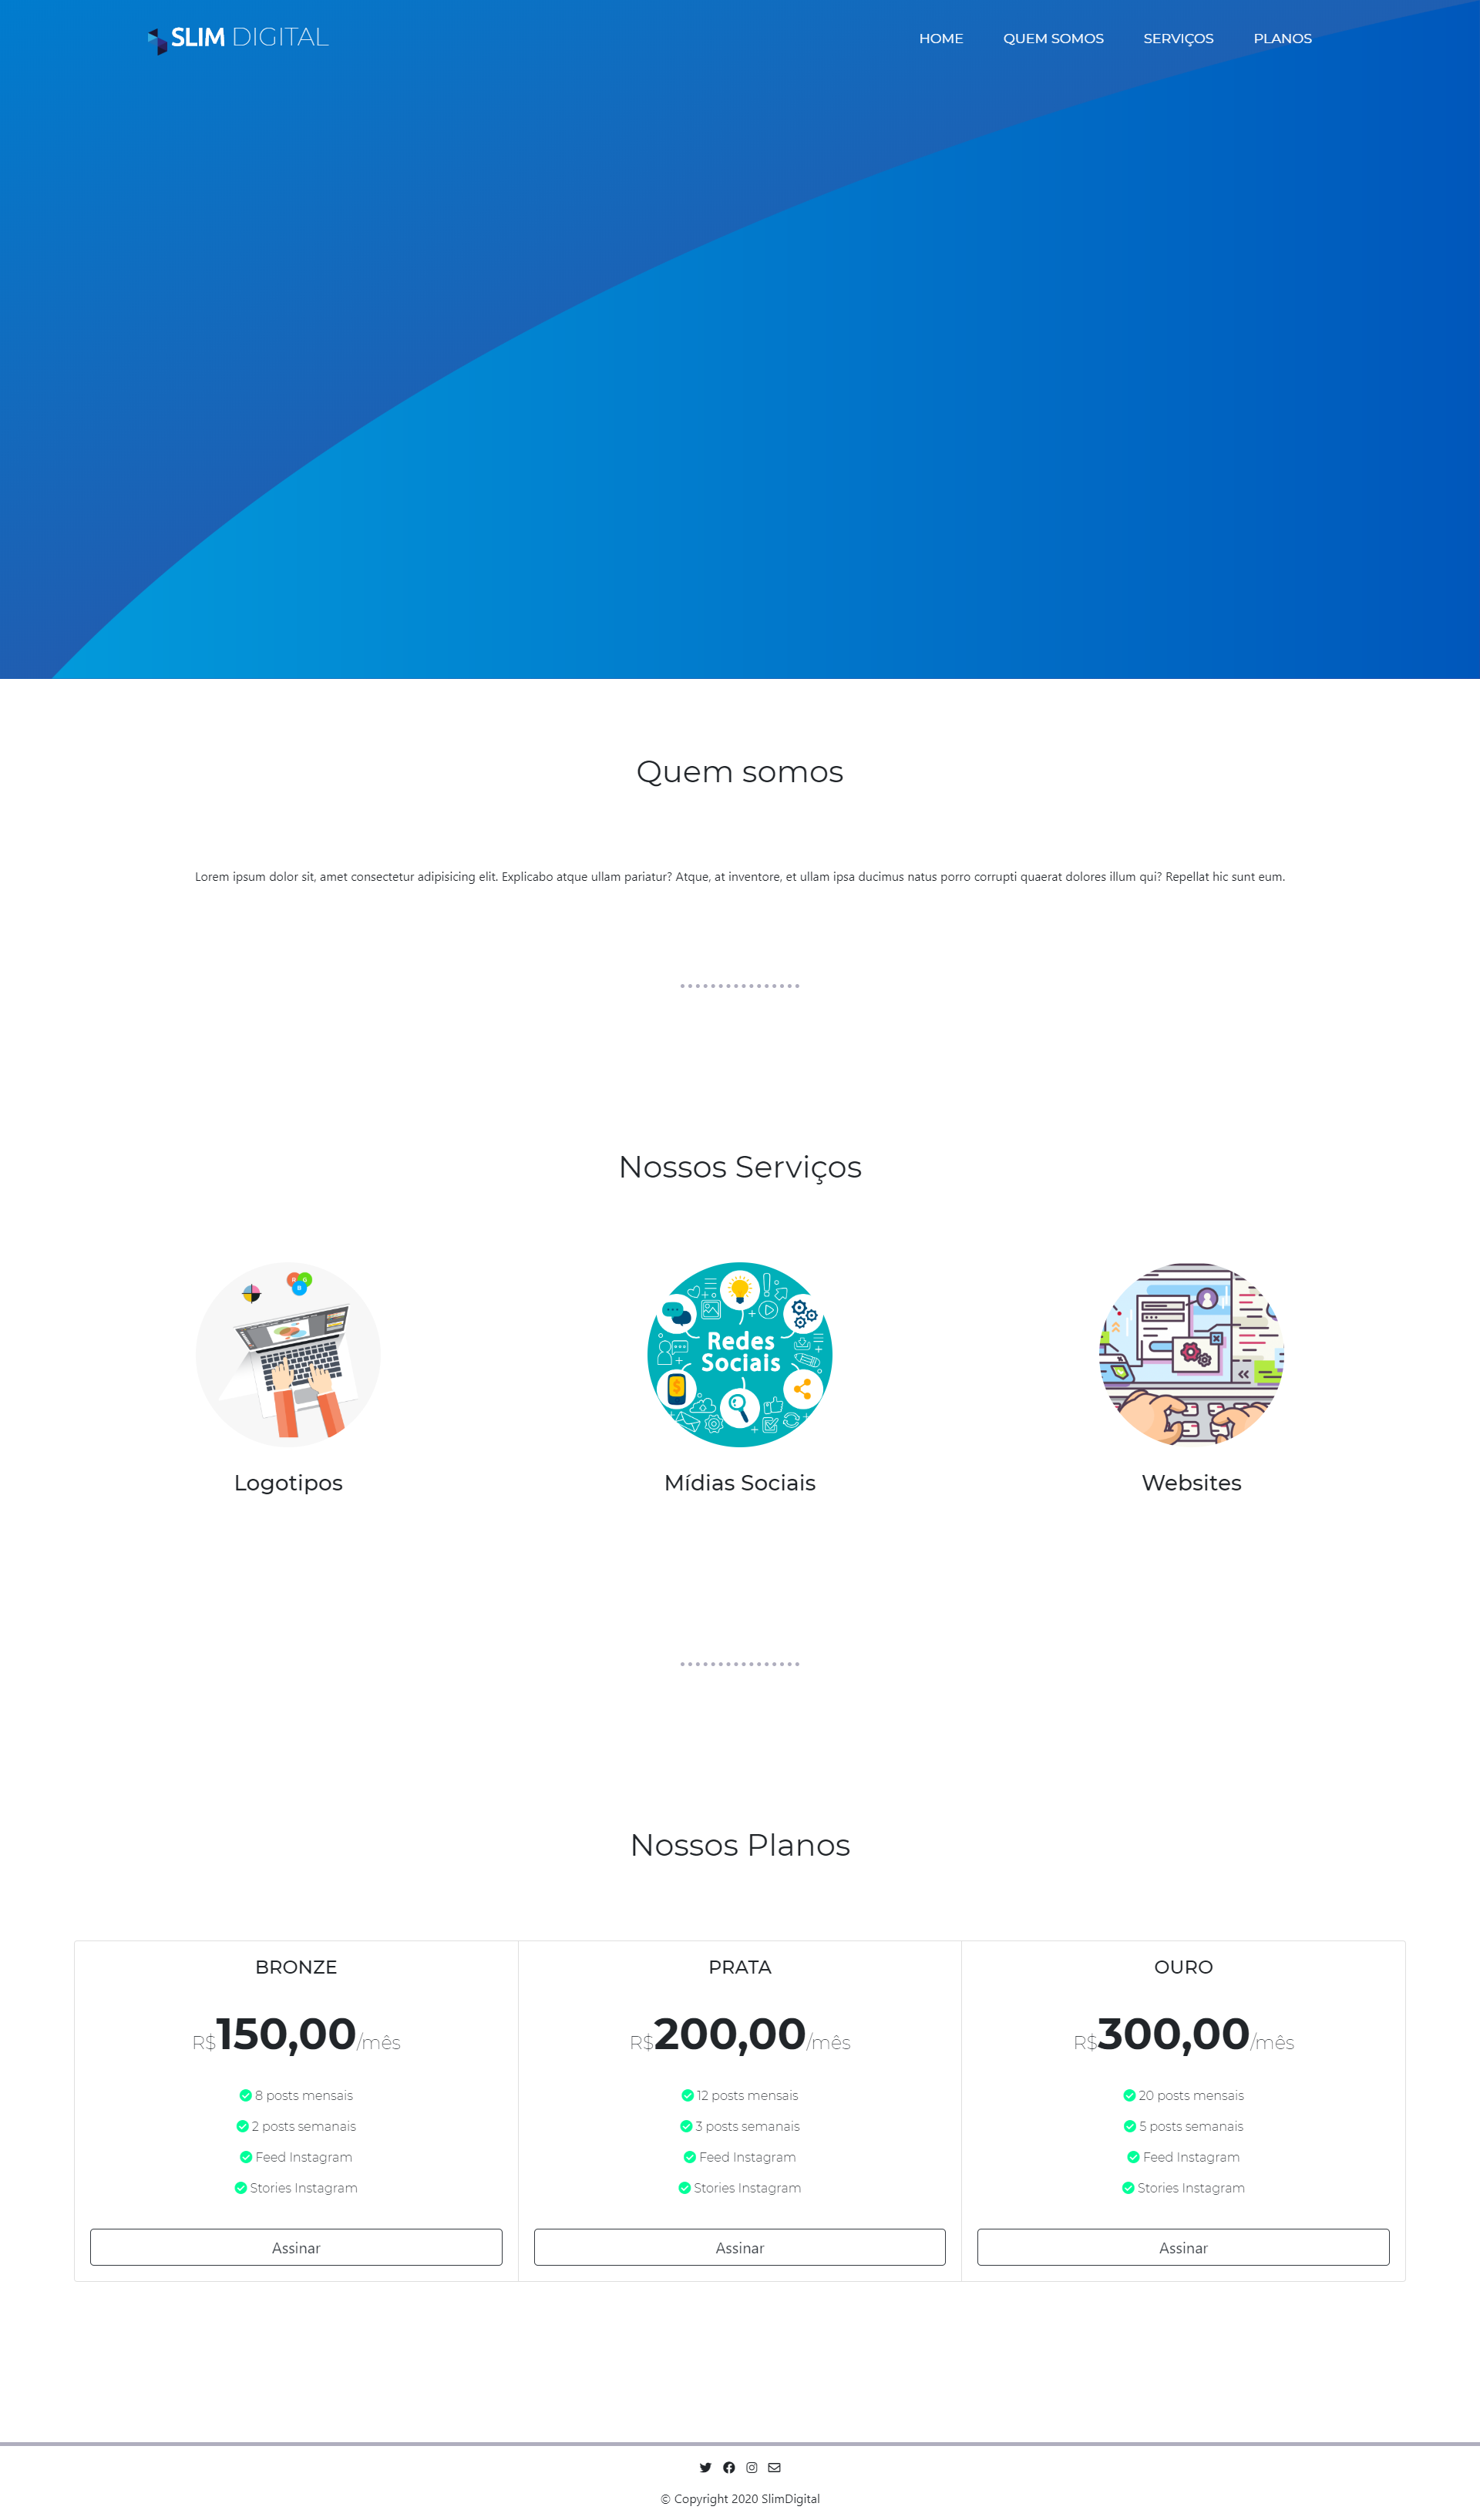 SLIM DIGITAL
HOME QUEM SOMOS SERVIÇOS PLANOS
Quem somos
Lorem ipsum dolor sit, amet consectetur adipisicing elit. Explicabo atque ullam pariatur? Atque, at inventore, et ullam ipsa ducimus natus porro corrupti quaerat dolores illum qui? Repellat hic sunt eum.
Nossos Serviços
R G
B
Redes
Sociais
Logotipos
Mídias Sociais
Websites
Nossos Planos
BRONZE
R$150,00/mês
8 posts mensais
2 posts semanais
Feed Instagram
Stories Instagram
Assinar
PRATA
R$200,00/mês
12 posts mensais
3 posts semanais
Feed Instagram
Stories Instagram
Assinar
OURO
R$300,00/mês
20 posts mensais
5 posts semanais
Feed Instagram
Stories Instagram
Assinar
© Copyright 2020 SlimDigital